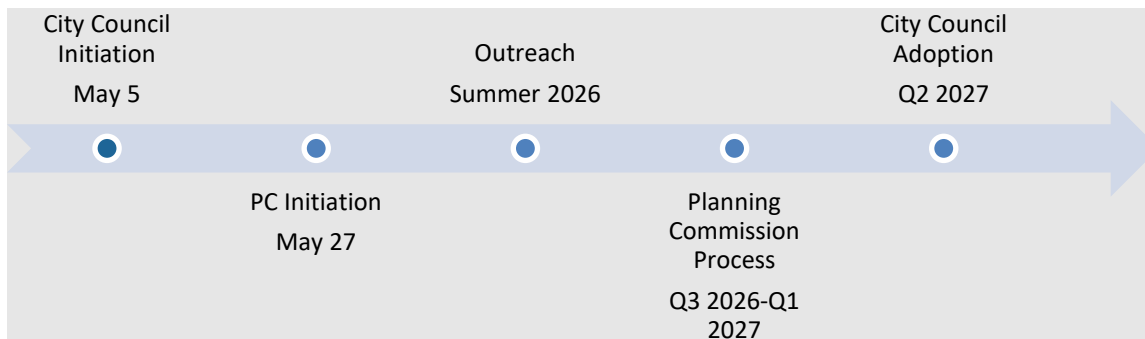 City Council
Initiation
May 5
PC Initiation
May 27
Outreach
Summer 2026
Planning
Commission
Process
Q3 2026-Q1
2027
City Council
Adoption
Q2 2027